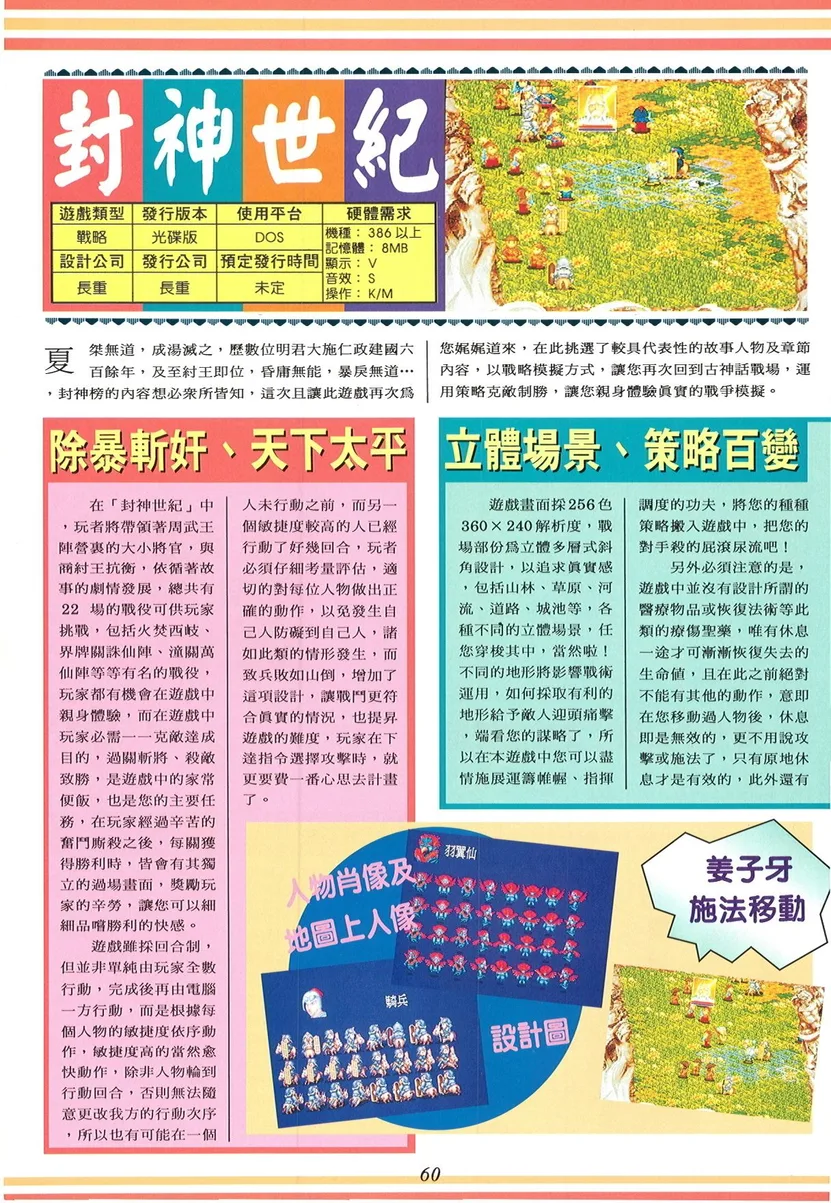 封神世紀
遊戲類型 發行版本 使用平台 硬體需求
戰略 光碟版 DOS
機種：386以上
記憶體：8MB
顯示：V
音效：S
操作：K/M
設計公司 發行公司 預定發行時間
長重 長重 未定
夏桀無道，成湯滅之，歷數位明君大施仁政建國六
百餘年，及至紂王即位，昏庸無能，暴戾無道…
，封神榜的內容想必衆所皆知，這次且讓此遊戲再次爲
您娓娓道來，在此挑選了較具代表性的故事人物及章節
內容，以戰略模擬方式，讓您再次回到古神話戰場，運
用策略克敵制勝，讓您親身體驗眞實的戰爭模擬。
除暴斬奸、天下太平
在「封神世紀」中
，玩者將帶領著周武王
陣營裏的大小將官，與
商紂王抗衡，依循著故
事的劇情發展，總共有
22 場的戰役可供玩家
挑戰，包括火焚西岐、
界牌關誅仙陣、潼關萬
仙陣等等有名的戰役，
玩家都有機會在遊戲中
親身體驗，而在遊戲中
玩家必需一一克敵達成
目的，過關斬將、殺敵
致勝，是遊戲中的家常
便飯，也是您的主要任
務，在玩家經過辛苦的
奮鬥廝殺之後，每關獲
得勝利時，皆會有其獨
立的過場畫面，獎勵玩
家的辛勞，讓您可以細
細品嚐勝利的快感。
遊戲雖採回合制，
但並非單純由玩家全數
行動，完成後再由電腦
一方行動，而是根據每
個人物的敏捷度依序動
作，敏捷度高的當然愈
快動作，除非人物輪到
行動回合，否則無法隨
意更改我方的行動次序
，所以也有可能在一個
人未行動之前，而另一
個敏捷度較高的人已經
行動了好幾回合，玩者
必須仔細考量評估，適
切的對每位人物做出正
確的動作，以免發生自
己人防礙到自己人，諸
如此類的情形發生，而
致兵敗如山倒，增加了
這項設計，讓戰鬥更符
合眞實的情況，也提昇
遊戲的難度，玩家在下
達指令選擇攻擊時，就
更要費一番心思去計畫
了。
立體場景、策略百變
遊戲畫面採256色
360×240解析度，戰
場部份爲立體多層式斜
角設計，以追求眞實感
，包括山林、草原、河
流、道路、城池等，各
種不同的立體場景，任
您穿梭其中，當然啦！
不同的地形將影響戰術
運用，如何採取有利的
地形給予敵人迎頭痛擊
，端看您的謀略了，所
以在本遊戲中您可以盡
情施展運籌帷幄、指揮
調度的功夫，將您的種種
策略搬入遊戲中，把您的
對手殺的屁滾尿流吧！
另外必須注意的是，
遊戲中並沒有設計所謂的
醫療物品或恢復法術等此
類的療傷聖藥，唯有休息
一途才可漸漸恢復失去的
生命値，且在此之前絕對
不能有其他的動作，意即
在您移動過人物後，休息
即是無效的，更不用說攻
擊或施法了，只有原地休
息才是有效的，此外還有
人物肖像及
地圖上人像
設計圖
羽翼仙
騎兵
姜子牙
施法移動
60